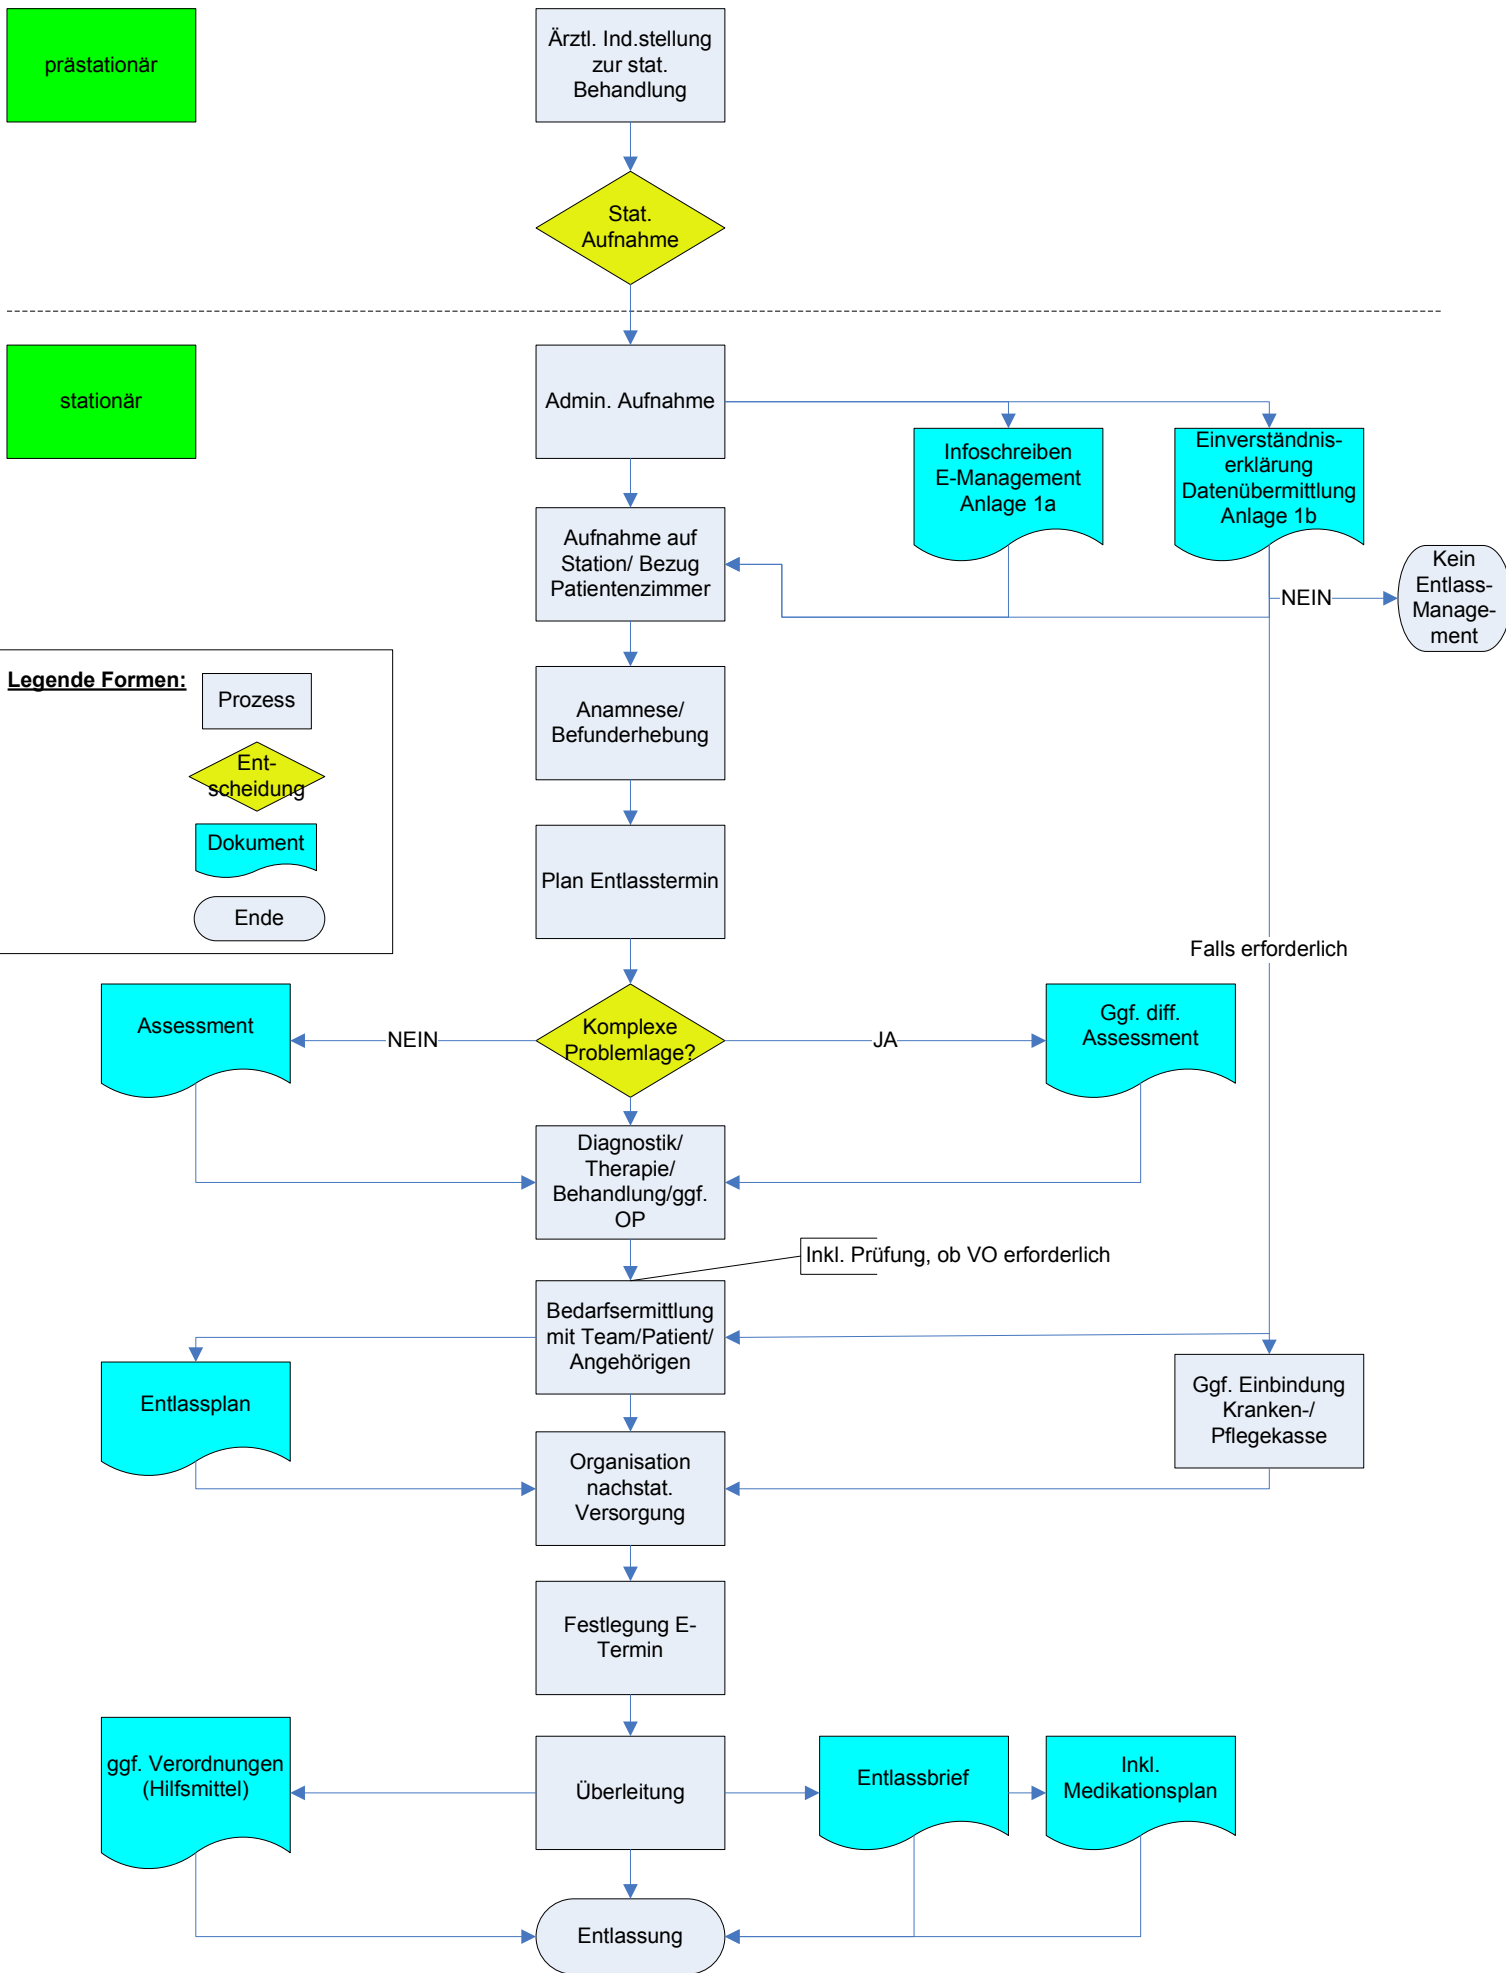 prästationär
Ärztl. Ind.stellung
zur stat.
Behandlung
Stat.
Aufnahme
stationär
Admin. Aufnahme
Infoschreiben
E-Management
Anlage 1a
Einverständnis-
erklärung
Datenübermittlung
Anlage 1b
Aufnahme auf
Station/ Bezug
Patientenzimmer
NEIN
Kein
Entlass-
Manage-
ment
Legende Formen:
Prozess
Ent-
scheidung
Dokument
Ende
Anamnese/
Befunderhebung
Plan Entlasstermin
Falls erforderlich
Assessment
NEIN
Komplexe
Problemlage?
JA
Ggf. diff.
Assessment
Diagnostik/
Therapie/
Behandlung/ggf.
OP
Inkl. Prüfung, ob VO erforderlich
Bedarfsermittlung
mit Team/Patient/
Angehörigen
Entlassplan
Ggf. Einbindung
Kranken-/
Pflegekasse
Organisation
nachstat.
Versorgung
Festlegung E-
Termin
ggf. Verordnungen
(Hilfsmittel)
Überleitung
Entlassbrief
Inkl.
Medikationsplan
Entlassung